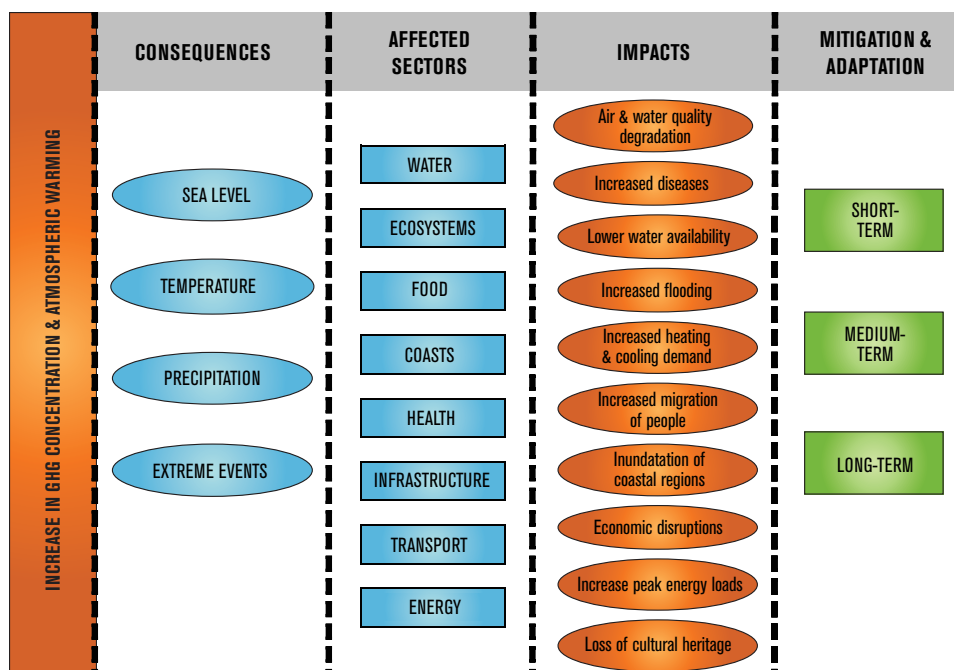 INCREASE IN GHG CONCENTRATION & ATMOSPHERIC WARMING
CONSEQUENCES
SEA LEVEL
TEMPERATURE
PRECIPITATION
EXTREME EVENTS
AFFECTED
SECTORS
WATER
ECOSYSTEMS
FOOD
COASTS
HEALTH
INFRASTRUCTURE
TRANSPORT
ENERGY
IMPACTS
Air & water quality
degradation
Increased diseases
Lower water availability
Increased flooding
Increased heating
& cooling demand
Increased migration
of people
Inundatation of
coastal regions
Economic disruptions
Increase peak energy loads
Loss of cultural heritage
MITIGATION &
ADAPTATION
SHORT-
TERM
MEDIUM-
TERM
LONG-TERM